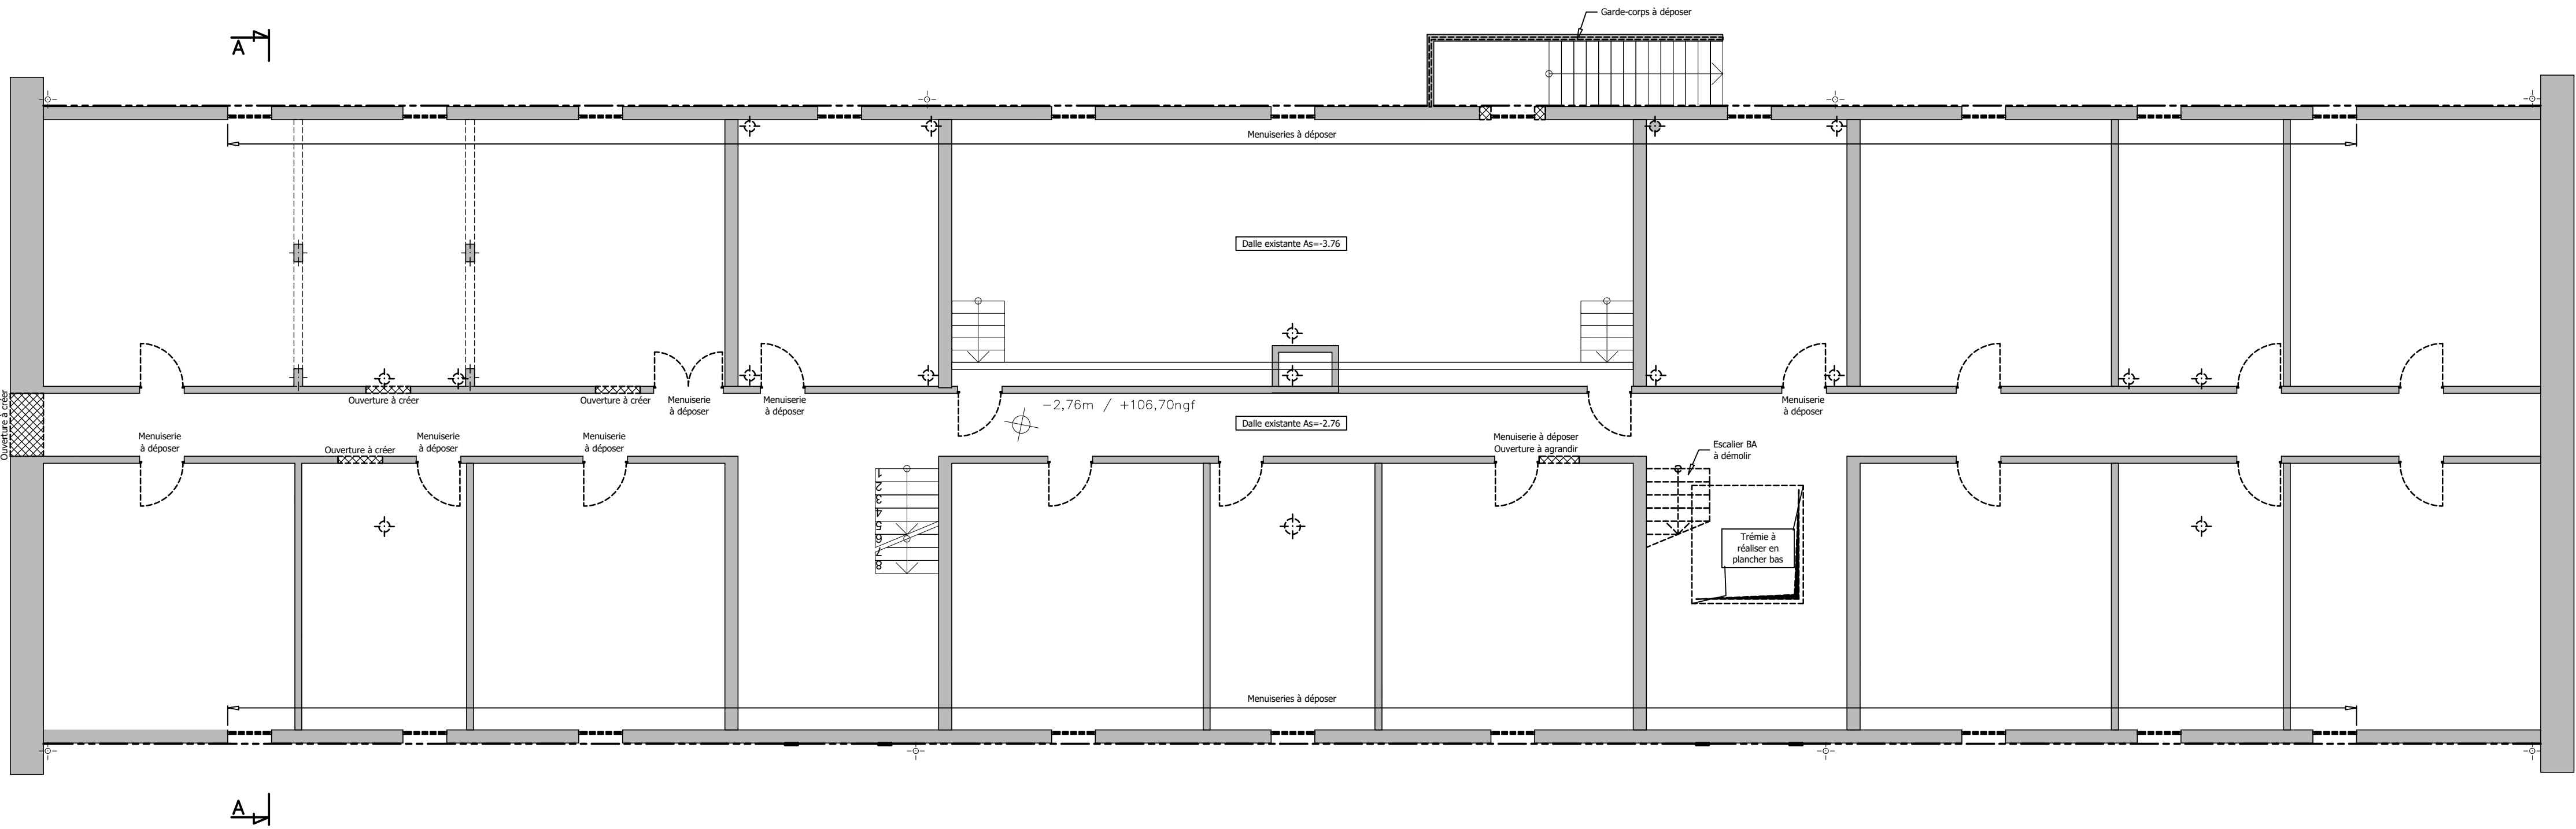 Garde-corps à déposer
A
Menuiseries à déposer
Dalle existante As=-3.76
Ouverture à créer
Ouverture à créer
Ouverture à créer
Menuiserie
à déposer
Menuiserie
à déposer
Menuiserie
à déposer
-2,76m / +106,70ngf
Dalle existante As=-2.76
Menuiserie
à déposer
Menuiserie
à déposer
Menuiserie
à déposer
Ouverture à créer
Menuiserie à déposer
Ouverture à agrandir
Escalier BA
à démolir
1
2
3
4
5
6
7
8
Trémie à
réaliser en
plancher bas
Menuiseries à déposer
A